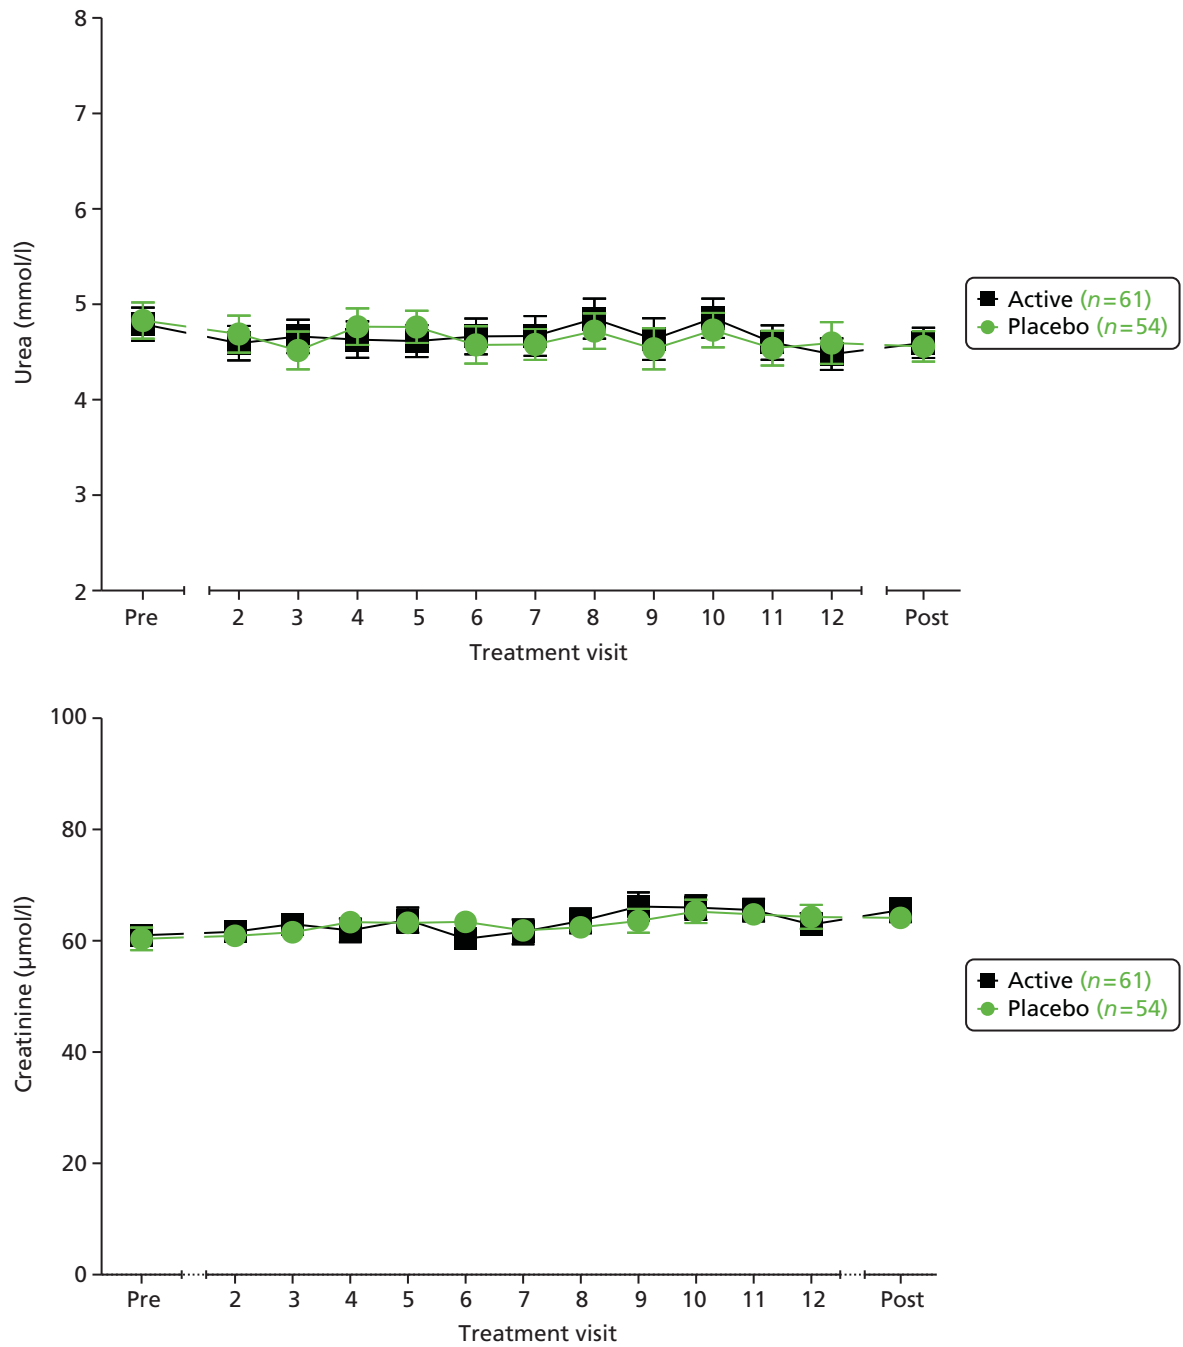 8
7
6
5
4
3
2
Urea (mmol/l)
Pre 2 3 4 5 6 7 8 9 10 11 12 Post
Treatment visit
Active (n=61)
Placebo (n=54)
100
80
60
40
20
0
Creatinine (µmol/l)
Pre 2 3 4 5 6 7 8 9 10 11 12 Post
Treatment visit
Active (n=61)
Placebo (n=54)